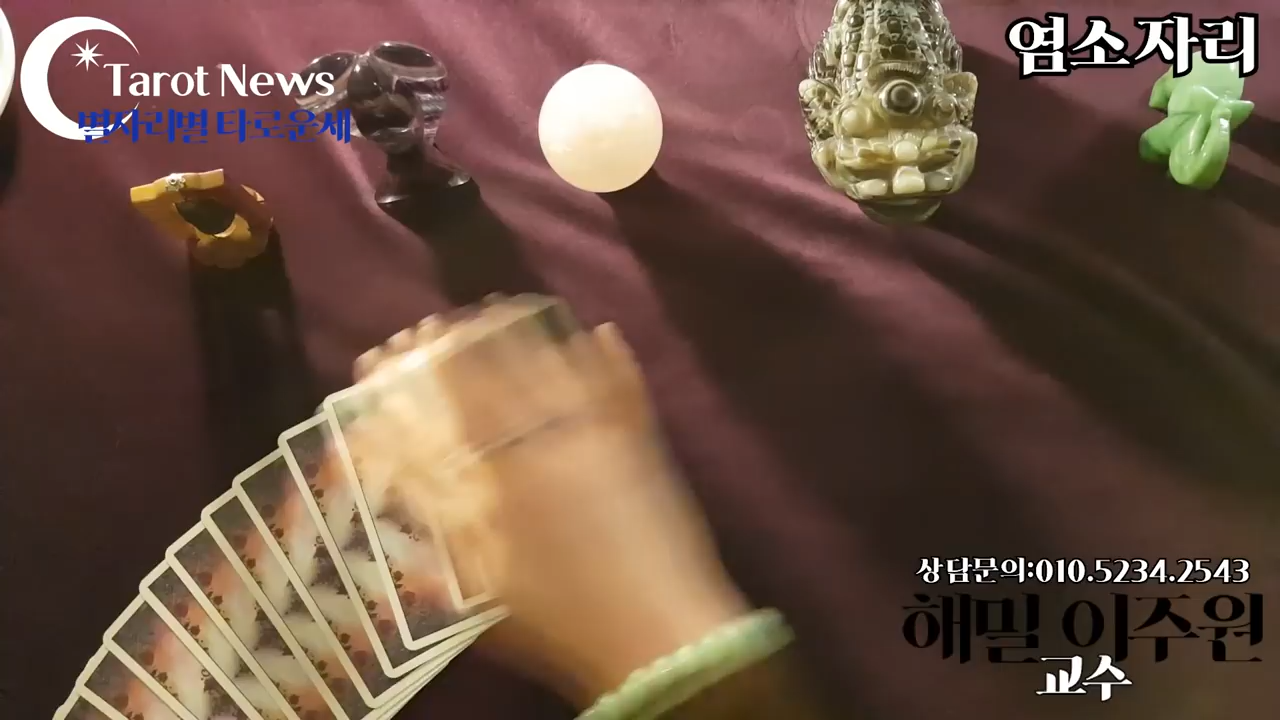 Tarot News
별자리별 타로운세
염소자리
상담문의:010.5234.2543
해밀 이주원
교수